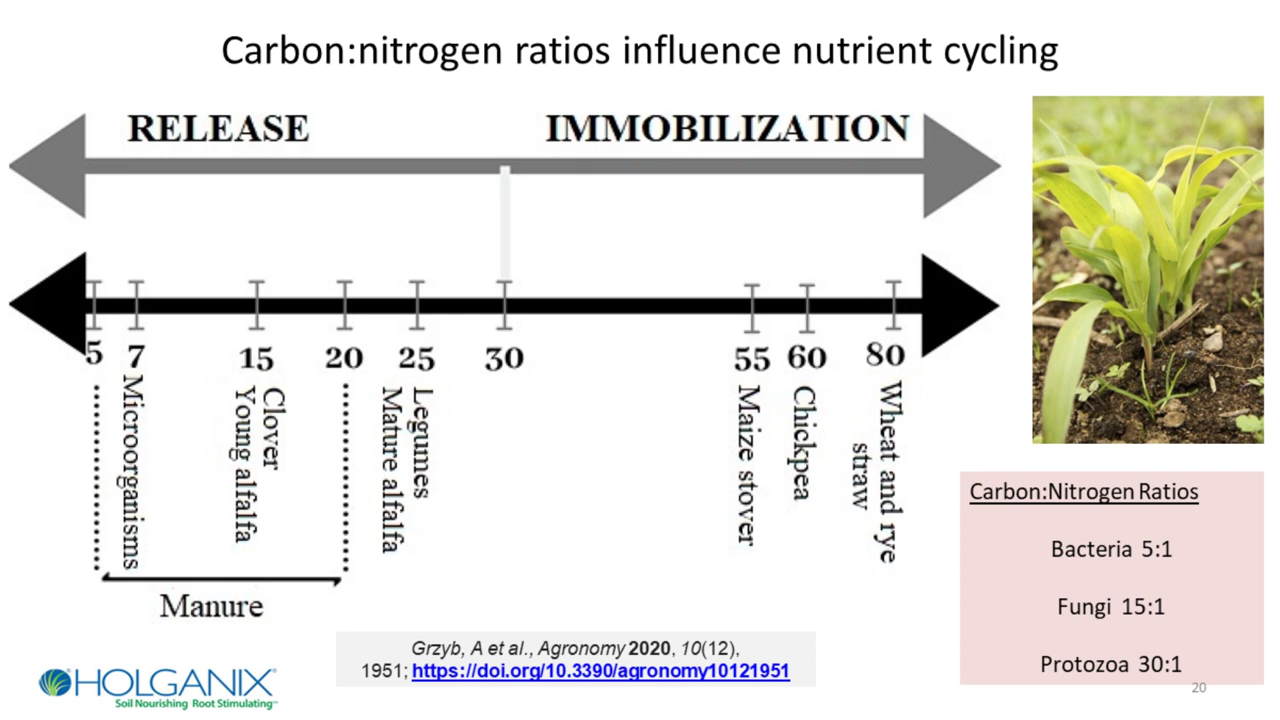 Carbon:nitrogen ratios influence nutrient cycling
RELEASE
IMMOBILIZATION
5
7
15
20
25
30
55
60
80
Microorganisms
Clover
Young alfalfa
Legumes
Mature alfalfa
Maize stover
Chickpea
Wheat and rye
straw
Manure
Carbon:Nitrogen Ratios
Bacteria 5:1
Fungi 15:1
Protozoa 30:1
Grzyb, A et al., Agronomy 2020, 10(12),
1951; https://doi.org/10.3390/agronomy10121951
HOLGANIX
Soil Nourishing Root Stimulating™
20